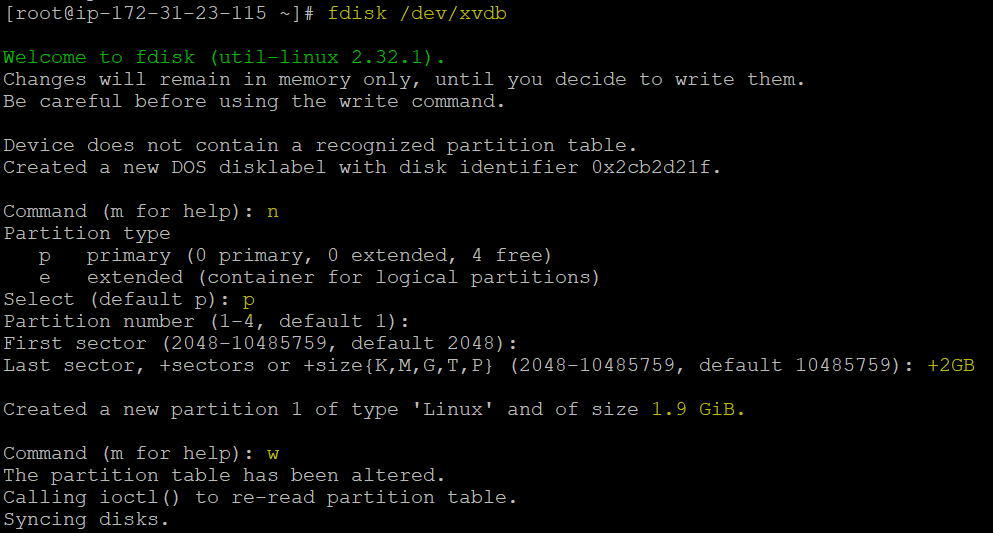 [root@ip-172-31-23-115 ~]# fdisk /dev/xvdb
Welcome to fdisk (util-linux 2.32.1).
Changes will remain in memory only, until you decide to write them.
Be careful before using the write command.
Device does not contain a recognized partition table.
Created a new DOS disklabel with disk identifier 0x2cb2d21f.
Command (m for help): n
Partition type
   p   primary (0 primary, 0 extended, 4 free)
   e   extended (container for logical partitions)
Select (default p): p
Partition number (1-4, default 1):
First sector (2048-10485759, default 2048):
Last sector, +sectors or +size{K,M,G,T,P} (2048-10485759, default 10485759): +2GB
Created a new partition 1 of type 'Linux' and of size 1.9 GiB.
Command (m for help): w
The partition table has been altered.
Calling ioctl() to re-read partition table.
Syncing disks.